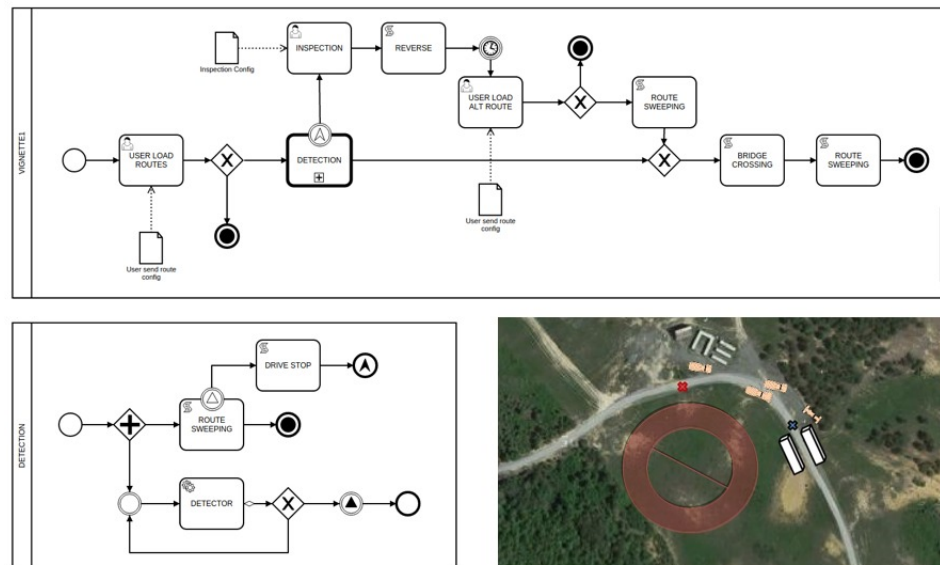 VIGNETTE1
Inspection Config
INSPECTION
REVERSE
USER LOAD
ALT ROUTE
ROUTE
SWEEPING
USER LOAD
ROUTES
DETECTION
BRIDGE
CROSSING
ROUTE
SWEEPING
User send route
config
User send route
config
DETECTION
DRIVE STOP
ROUTE
SWEEPING
DETECTOR